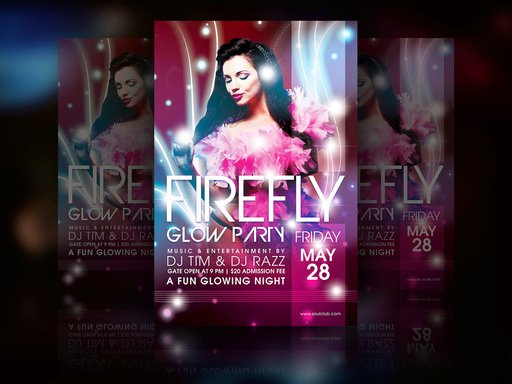 FIREFLY
GLOW PARTY
FRIDAY
MUSIC & ENTERTAINMENT BY
DJ TIM & DJ RAZZ
MAY
28
GATE OPEN AT 9 PM | $20 ADMISSION FEE
A FUN GLOWING NIGHT
www.soulclub.com